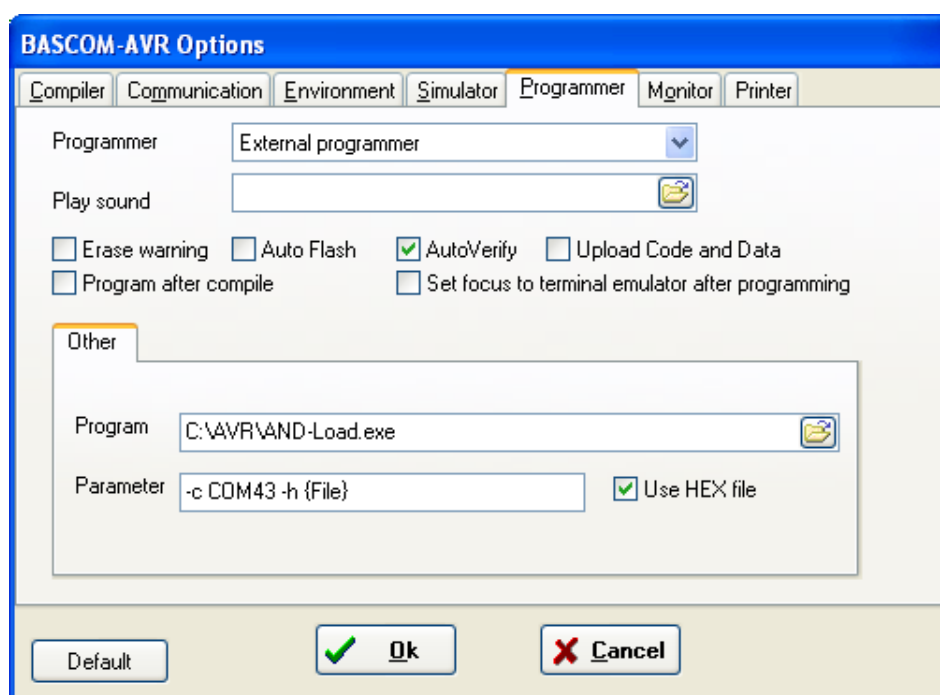 BASCOM-AVR Options
Compiler Communication Environment Simulator Programmer Monitor Printer
Programmer External programmer
Play sound
Erase warning Auto Flash AutoVerify Upload Code and Data
Program after compile Set focus to terminal emulator after programming
Other
Program C:\AVR\AND-Load.exe
Parameter -c COM43 -h {File} Use HEX file
Default Ok Cancel